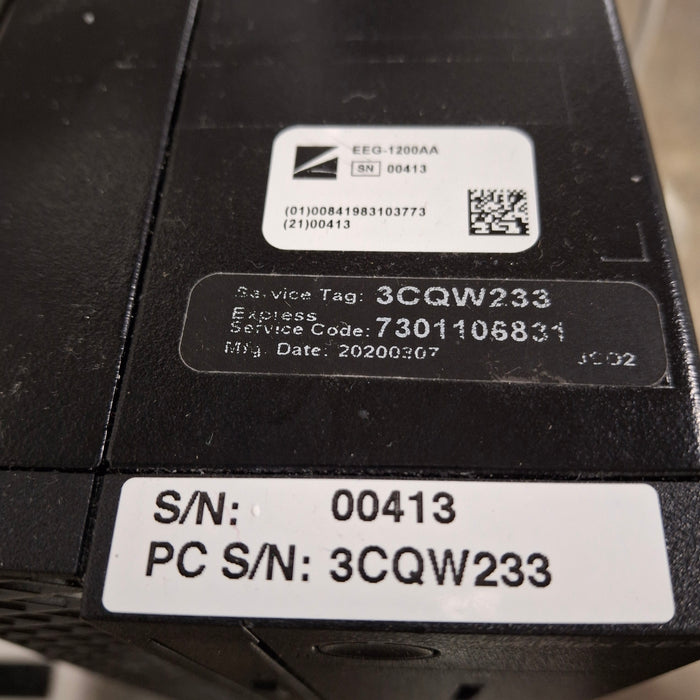 EEG-1200AA
SN 00413
(01)00841983103773
(21)00413
Service Tag: 3CQW233
Express
Service Code: 7301106831
Mfg. Date: 20200307
S/N: 00413
PC S/N: 3CQW233